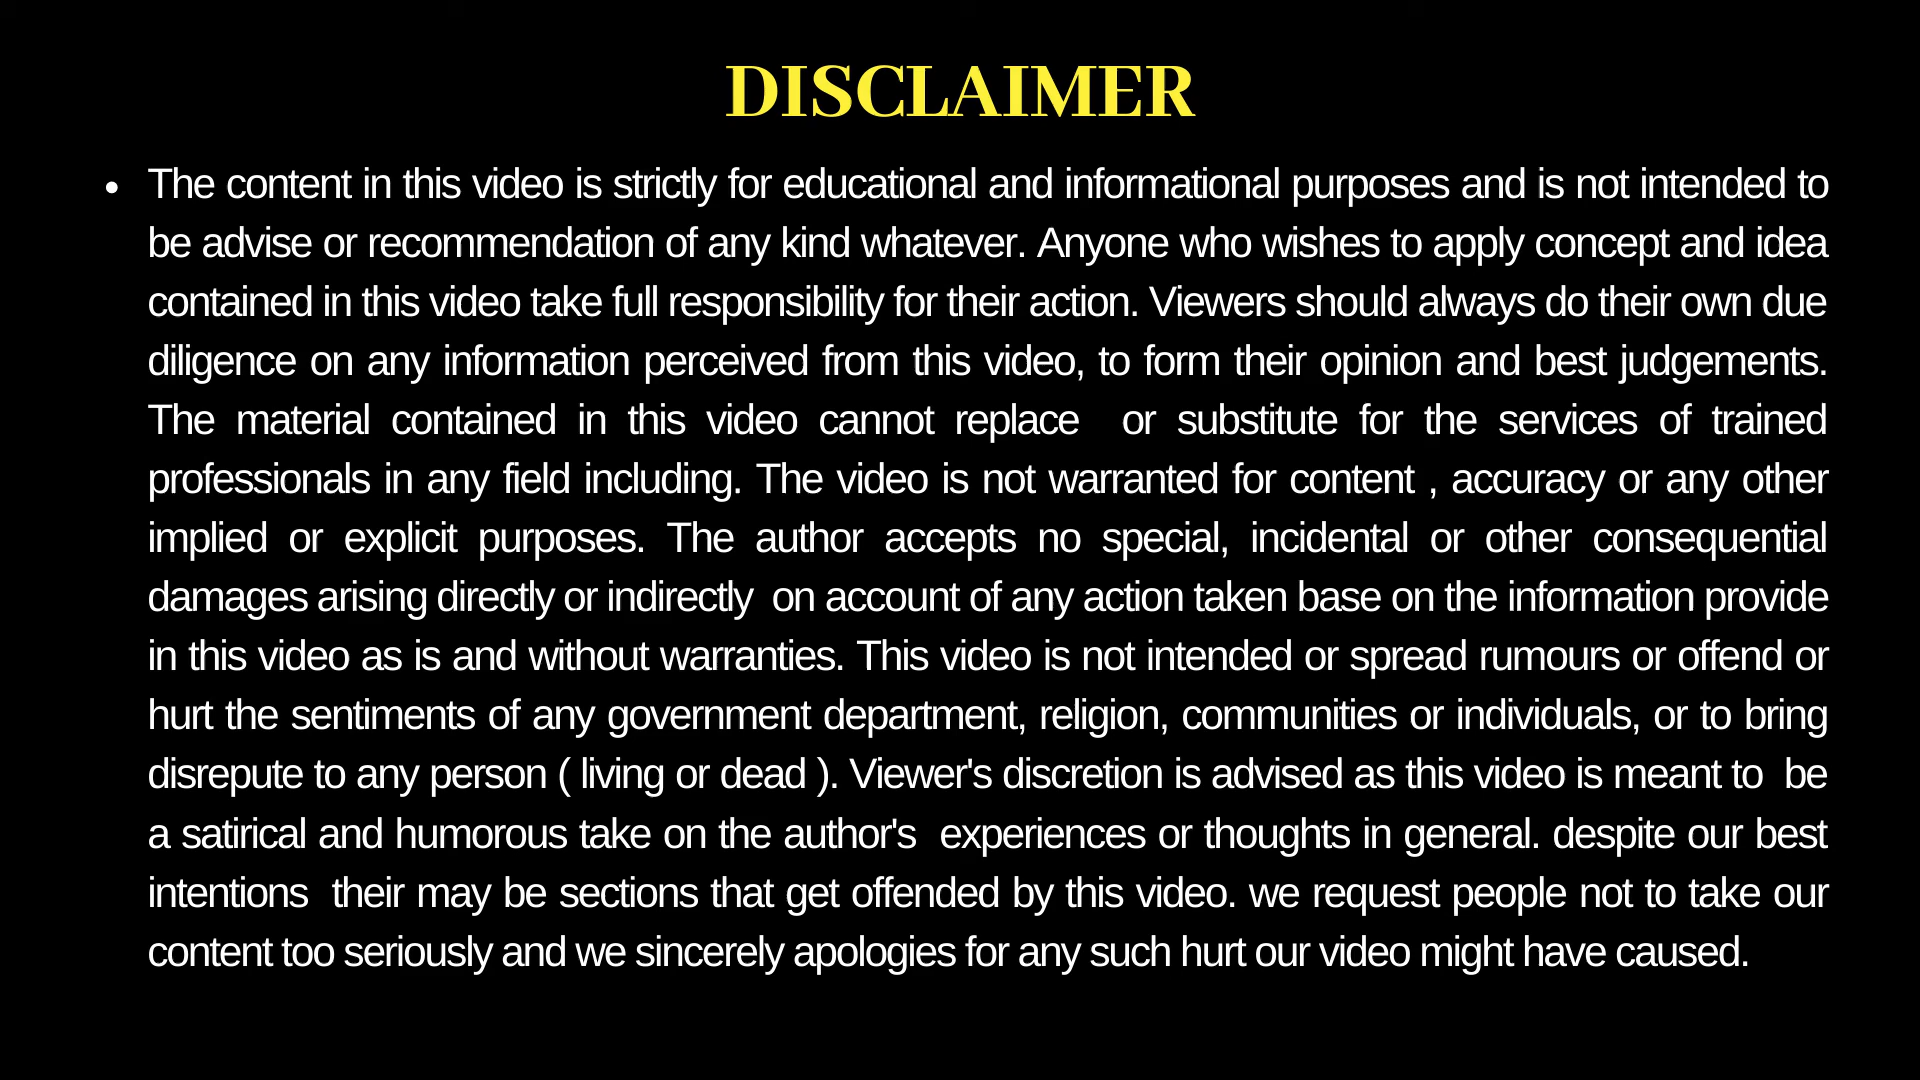 DISCLAIMER
• The content in this video is strictly for educational and informational purposes and is not intended to
be advise or recommendation of any kind whatever. Anyone who wishes to apply concept and idea
contained in this video take full responsibility for their action. Viewers should always do their own due
diligence on any information perceived from this video, to form their opinion and best judgements.
The material contained in this video cannot replace  or substitute for the services of trained
professionals in any field including. The video is not warranted for content , accuracy or any other
implied or explicit purposes. The author accepts no special, incidental or other consequential
damages arising directly or indirectly  on account of any action taken base on the information provide
in this video as is and without warranties. This video is not intended or spread rumours or offend or
hurt the sentiments of any government department, religion, communities or individuals, or to bring
disrepute to any person ( living or dead ). Viewer's discretion is advised as this video is meant to  be
a satirical and humorous take on the author's  experiences or thoughts in general. despite our best
intentions  their may be sections that get offended by this video. we request people not to take our
content too seriously and we sincerely apologies for any such hurt our video might have caused.